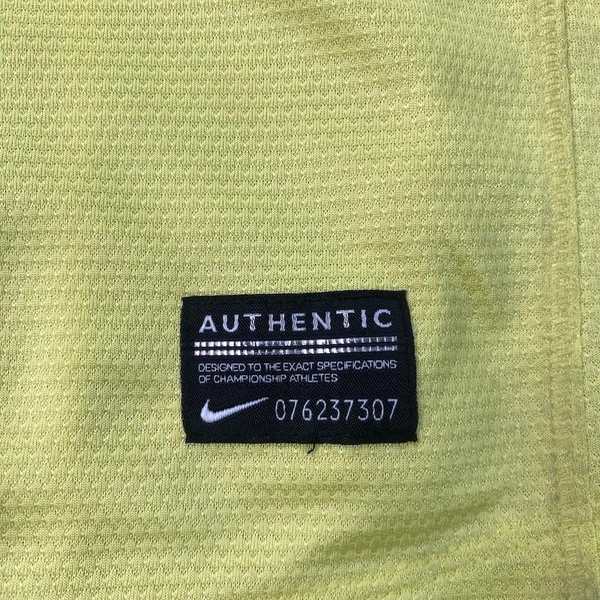 AUTHENTIC
DESIGNED TO THE EXACT SPECIFICATIONS
OF CHAMPIONSHIP ATHLETES
076237307